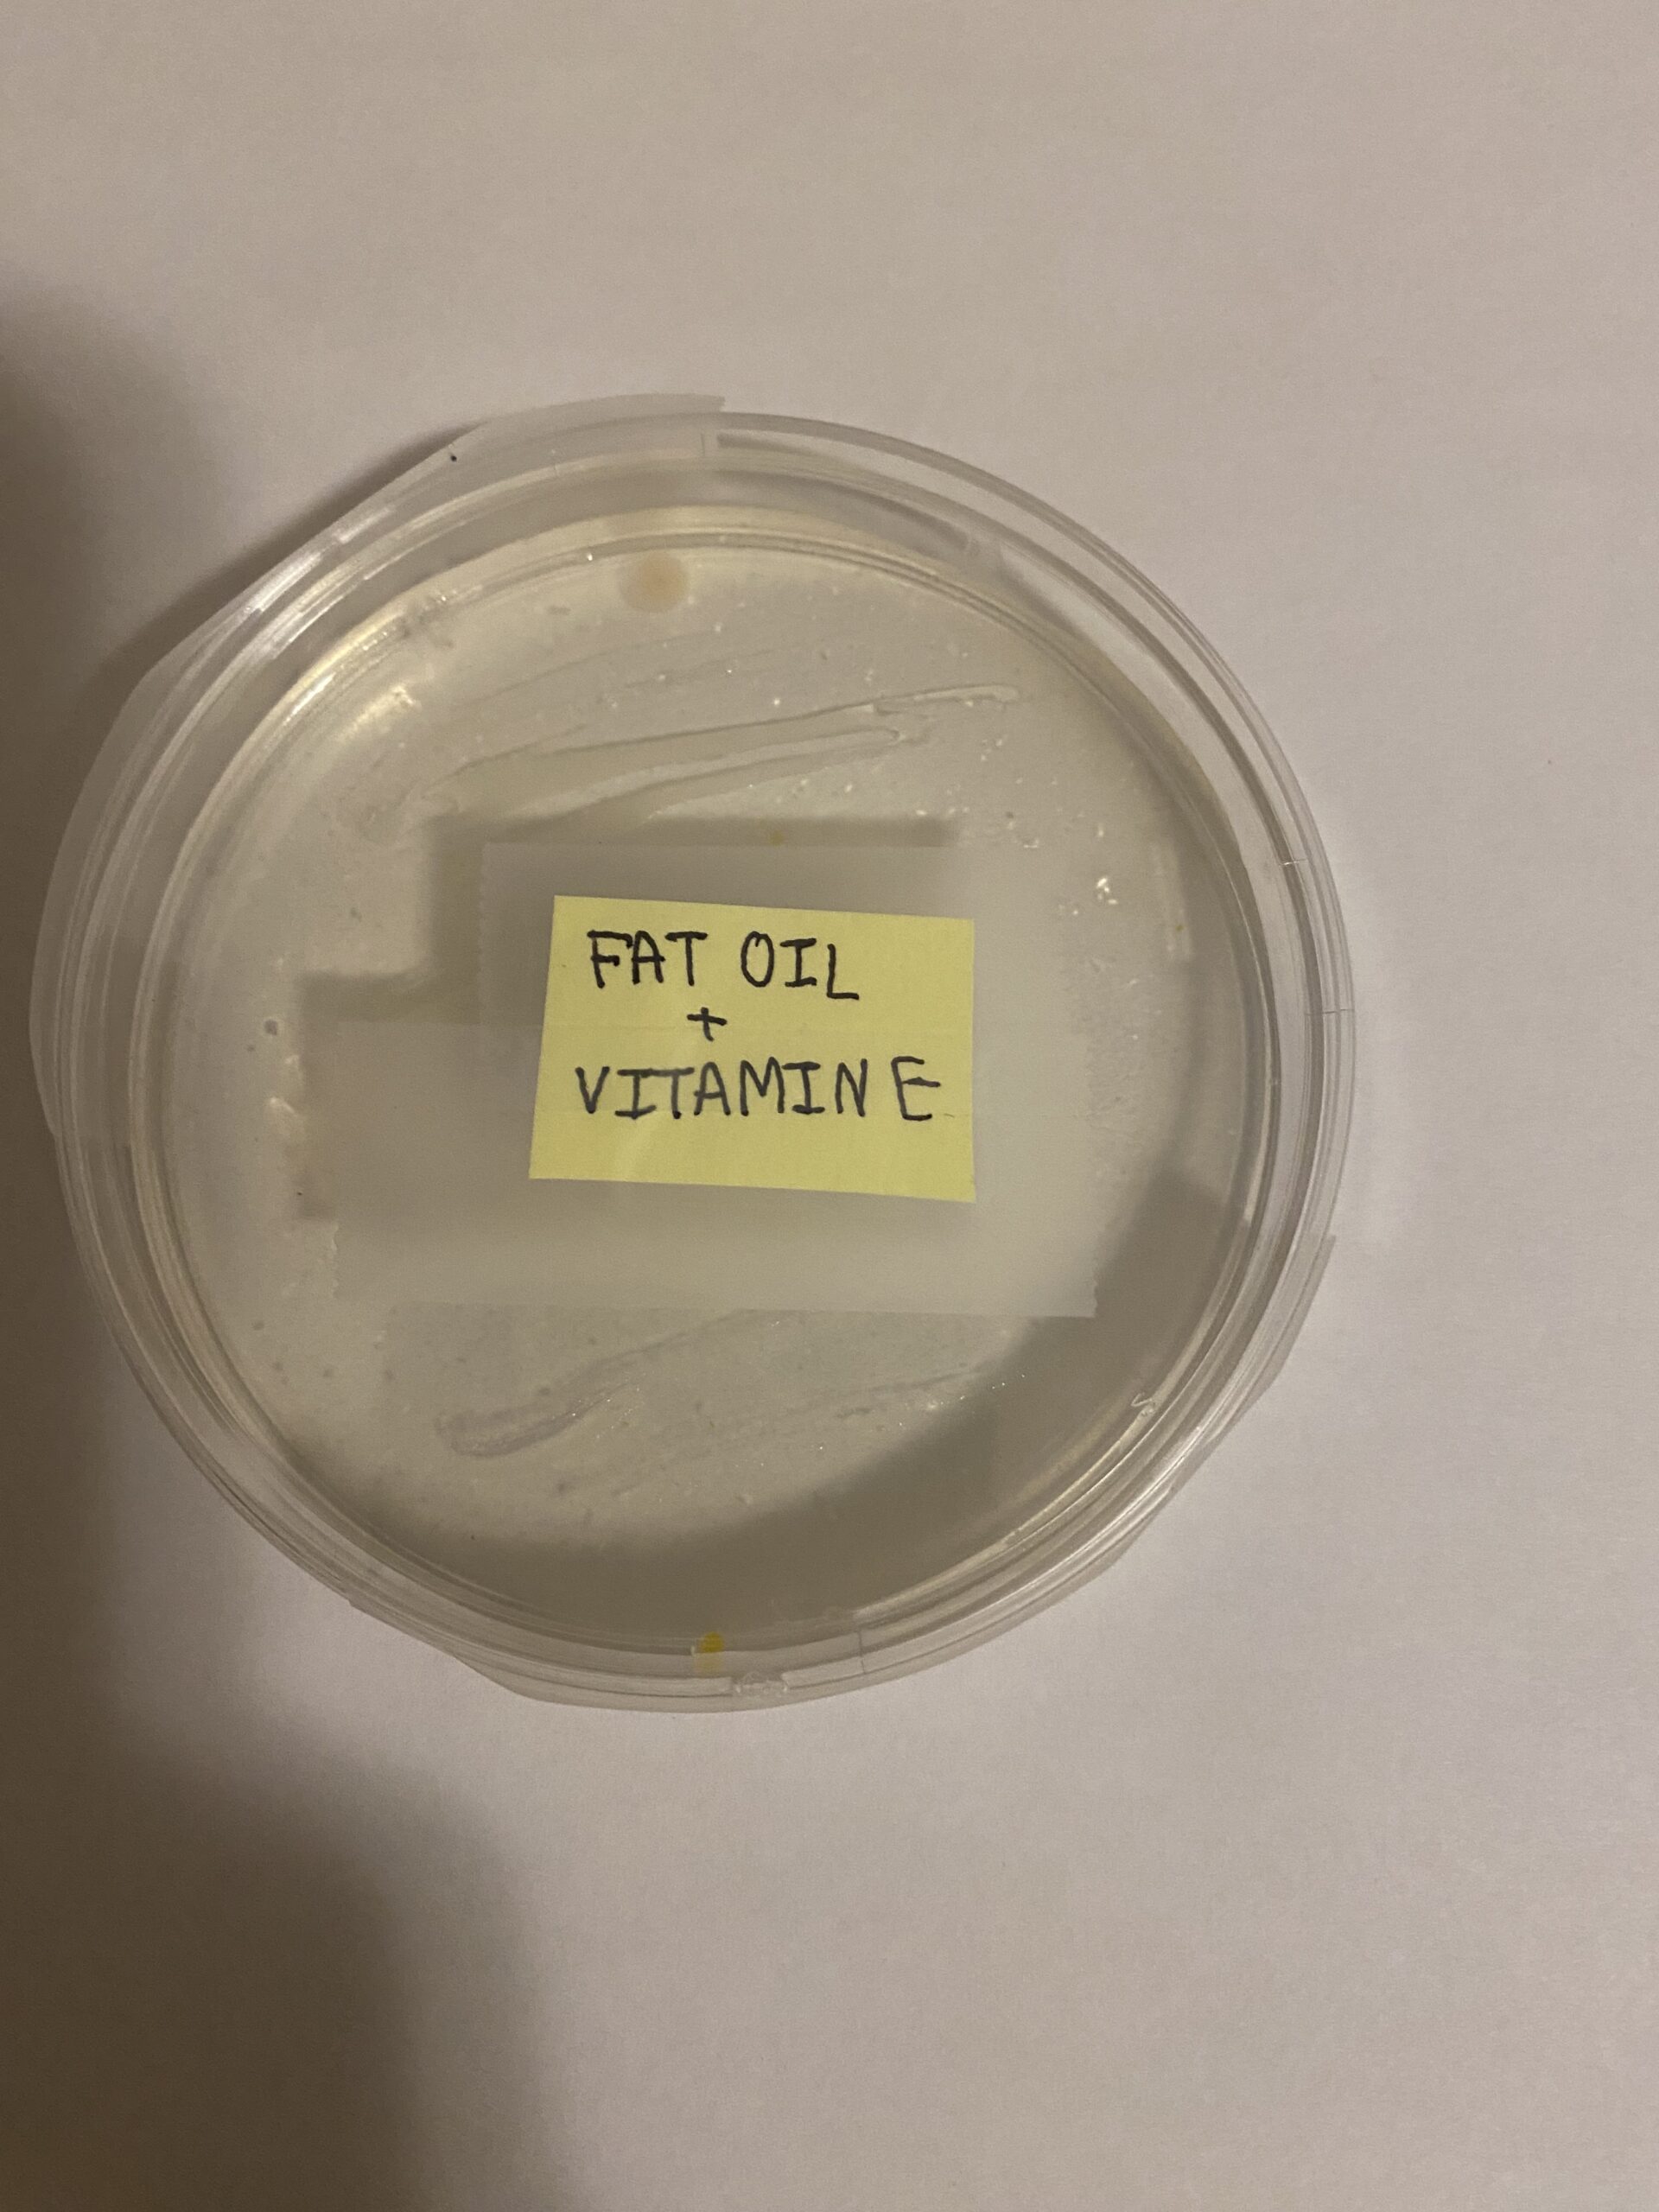 FAT OIL
+
VITAMIN E